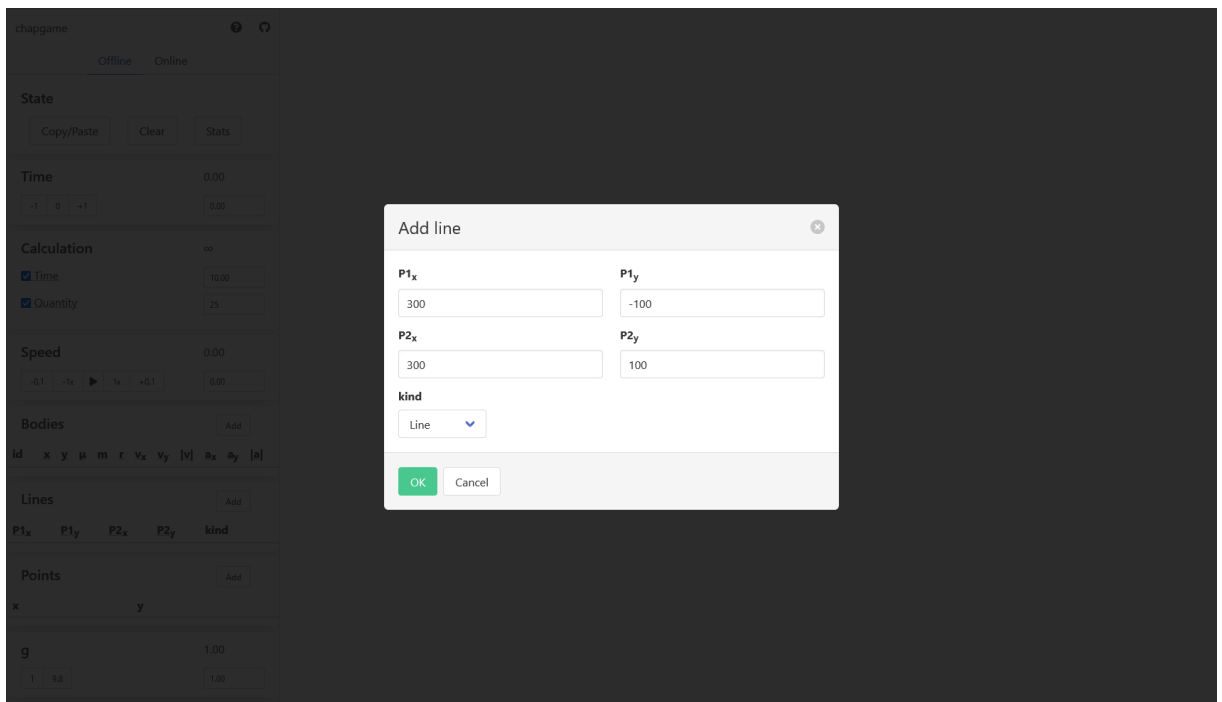 chapgame
Offline Online
State
Copy/Paste Clear Stats
Time 0.00
-1 0 +1 0.00
Calculation ∞
Time 10.00
Quantity 25
Speed 0.00
-0.1 -1x 1x +0.1 0.00
Bodies Add
id x y μ m r vx vy |v| ax ay |a|
Lines Add
P1x P1y P2x P2y kind
Points Add
x y
g 1.00
1 9.8 1.00
Add line
P1x P1y
300 -100
P2x P2y
300 100
kind
Line
OK Cancel